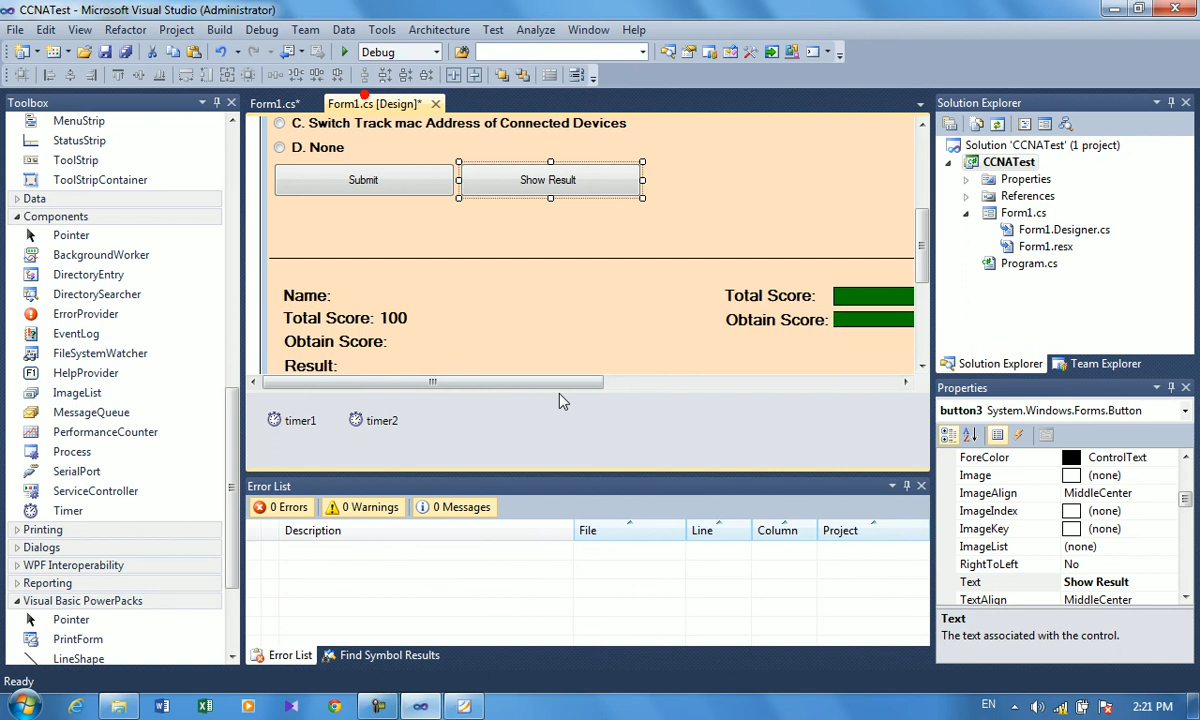 CCNATest - Microsoft Visual Studio (Administrator)
File Edit View Refactor Project Build Debug Team Data Tools Architecture Test Analyze Window Help
Debug
Toolbox
MenuStrip
StatusStrip
ToolStrip
ToolStripContainer
Data
Components
Pointer
BackgroundWorker
DirectoryEntry
DirectorySearcher
ErrorProvider
EventLog
FileSystemWatcher
HelpProvider
ImageList
MessageQueue
PerformanceCounter
Process
SerialPort
ServiceController
Timer
Printing
Dialogs
WPF Interoperability
Reporting
Visual Basic PowerPacks
Pointer
PrintForm
LineShape
Form1.cs* Form1.cs [Design]*
C. Switch Track mac Address of Connected Devices
D. None
Submit Show Result
Name:
Total Score: 100
Obtain Score:
Result:
Total Score:
Obtain Score:
timer1 timer2
Error List
0 Errors 0 Warnings 0 Messages
Description File Line Column Project
Error List Find Symbol Results
Solution Explorer
Solution 'CCNATest' (1 project)
CCNATest
Properties
References
Form1.cs
Form1.Designer.cs
Form1.resx
Program.cs
Solution Explorer Team Explorer
Properties
button3 System.Windows.Forms.Button
ForeColor ControlText
Image (none)
ImageAlign MiddleCenter
ImageIndex (none)
ImageKey (none)
ImageList (none)
RightToLeft No
Text Show Result
TextAlign MiddleCenter
Text
The text associated with the control.
Ready
EN 2:21 PM